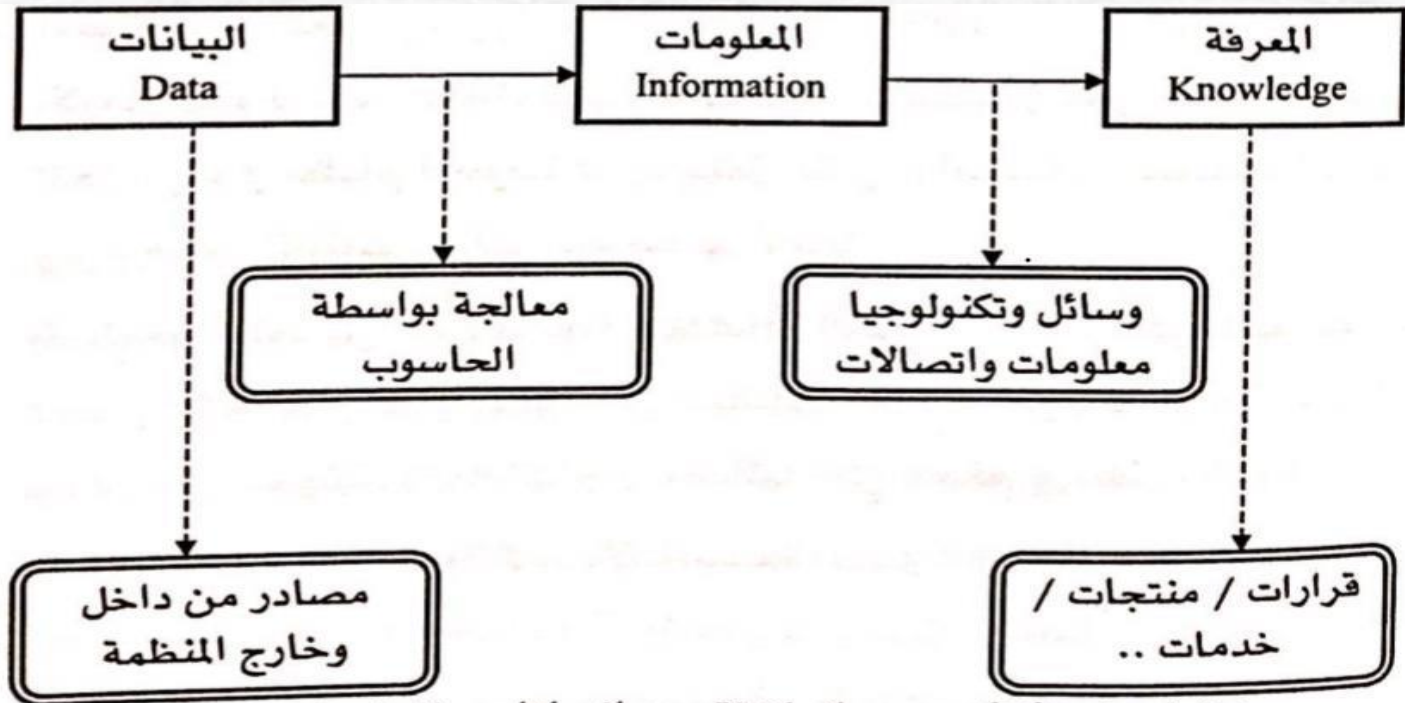 البيانات
Data
المعلومات
Information
المعرفة
Knowledge
معالجة بواسطة
الحاسوب
وسائل وتكنولوجيا
معلومات واتصالات
مصادر من داخل
وخارج المنظمة
قرارات / منتجات /
خدمات ..